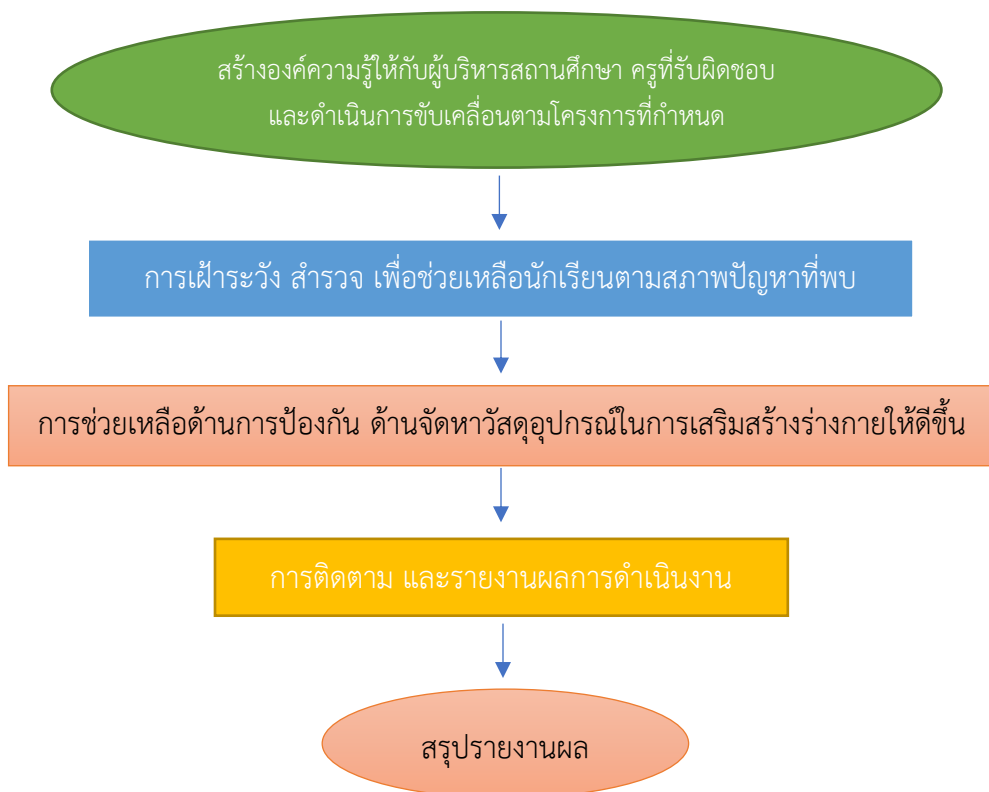 สร้างองค์ความรู้ให้กับผู้บริหารสถานศึกษา ครูที่รับผิดชอบ
และดำเนินการขับเคลื่อนตามโครงการที่กำหนด
การเฝ้าระวัง สำรวจ เพื่อช่วยเหลือนักเรียนตามสภาพปัญหาที่พบ
การช่วยเหลือด้านการป้องกัน ด้านจัดหาวัสดุอุปกรณ์ในการเสริมสร้างร่างกายให้ดีขึ้น
การติดตาม และรายงานผลการดำเนินงาน
สรุปรายงานผล